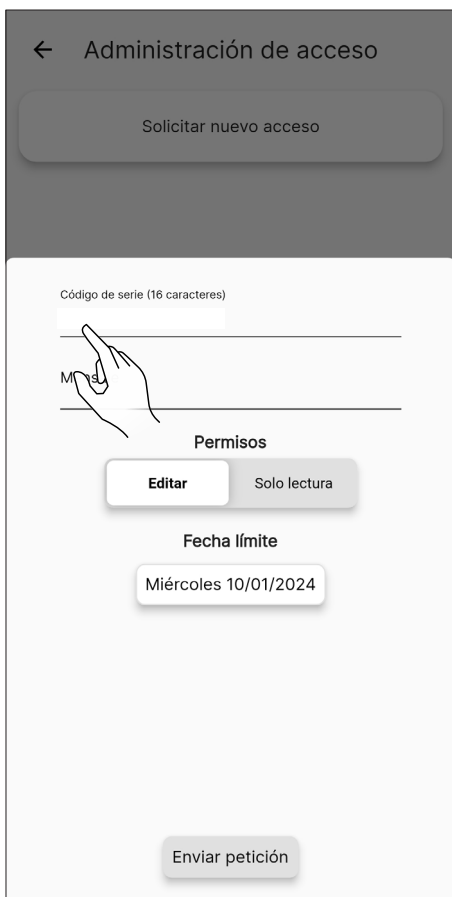 Administración de acceso
Solicitar nuevo acceso
Código de serie (16 caracteres)
Permisos
Editar
Solo lectura
Fecha límite
Miércoles 10/01/2024
Enviar petición